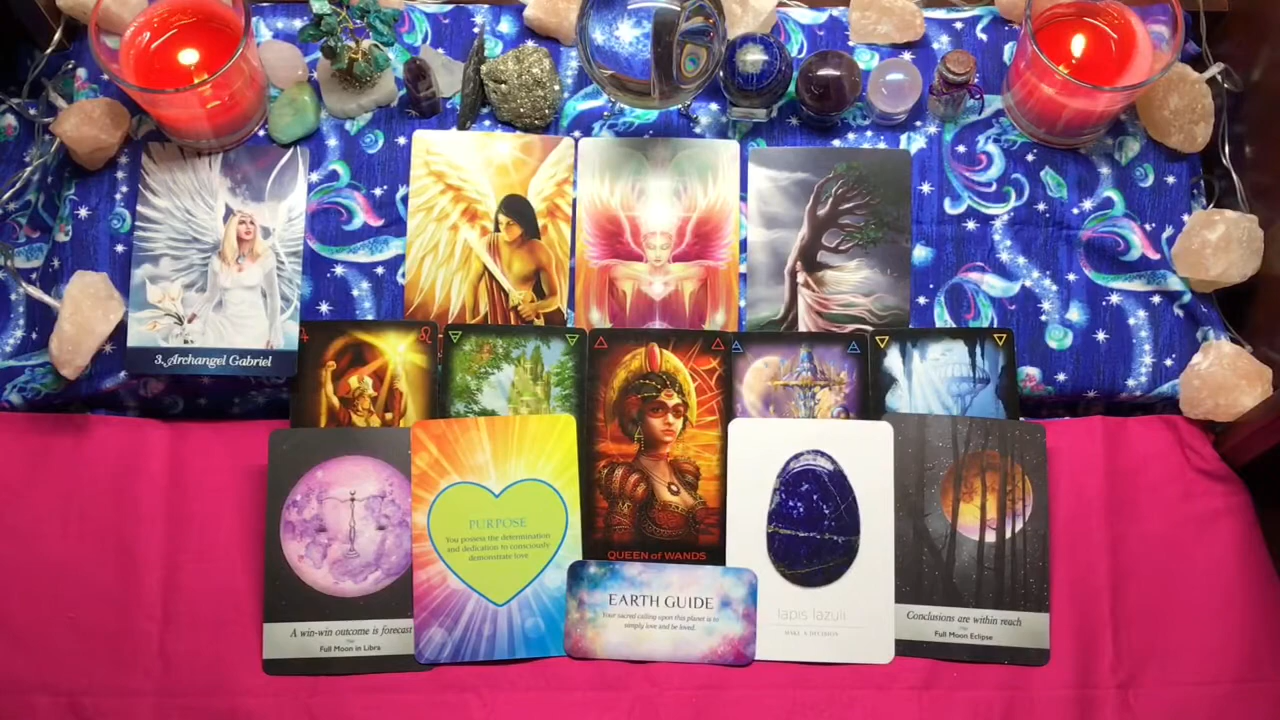 3. Archangel Gabriel
QUEEN of WANDS
PURPOSE
You possess the determination
and dedication to consciously
demonstrate love
EARTH GUIDE
Your sacred calling upon this planet is to
simply love and be loved.
lapis lazuli
MAKE A DECISION
A win-win outcome is forecast
Full Moon in Libra
Conclusions are within reach
Full Moon Eclipse